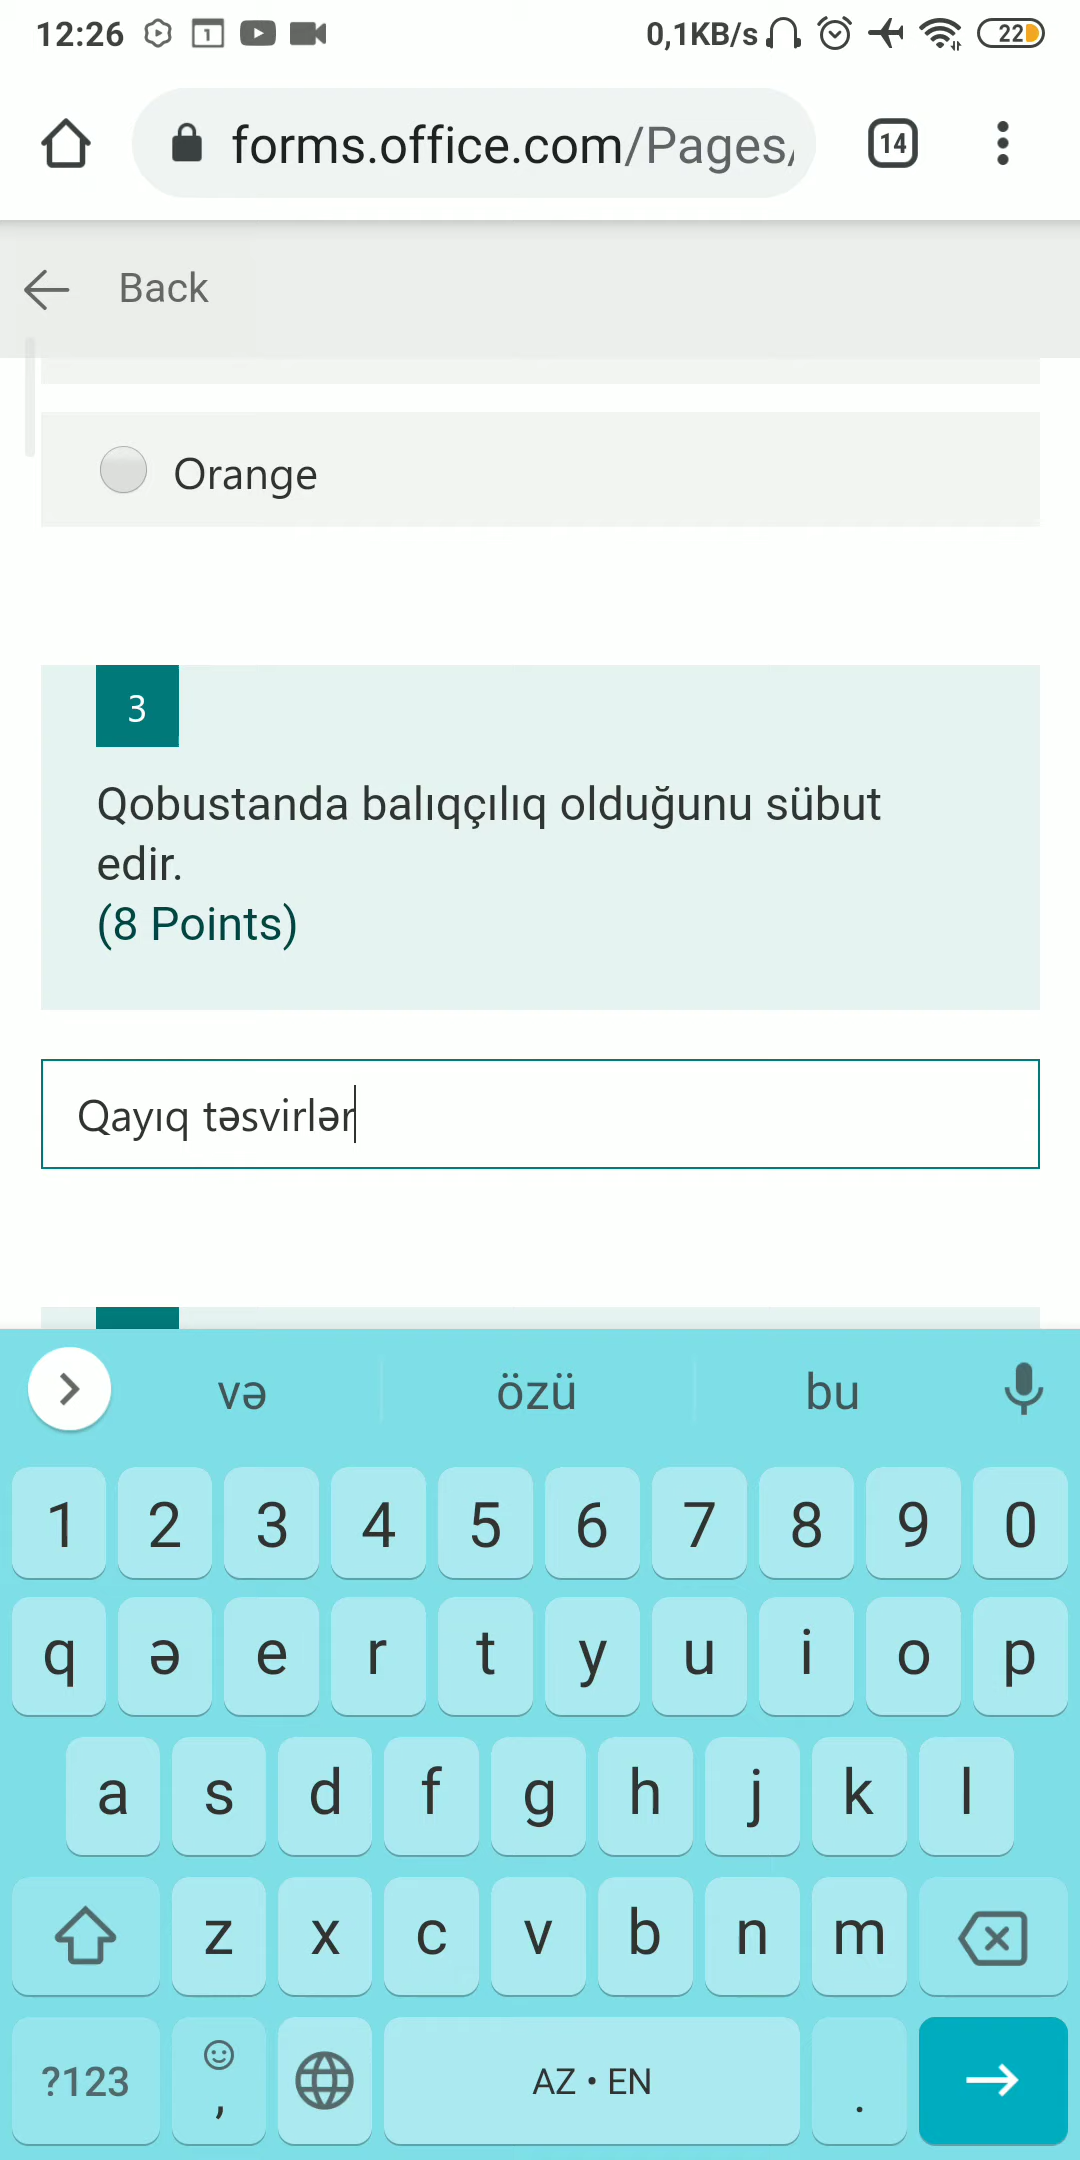 12:26 1 0,1KB/s 22
forms.office.com/Pages/ 14
Back
Orange
3
Qobustanda balıqçılıq olduğunu sübut
edir.
(8 Points)
Qayıq təsvirlər
və özü bu
1 2 3 4 5 6 7 8 9 0
q ə e r t y u i o p
a s d f g h j k l
z x c v b n m
?123 , AZ • EN .